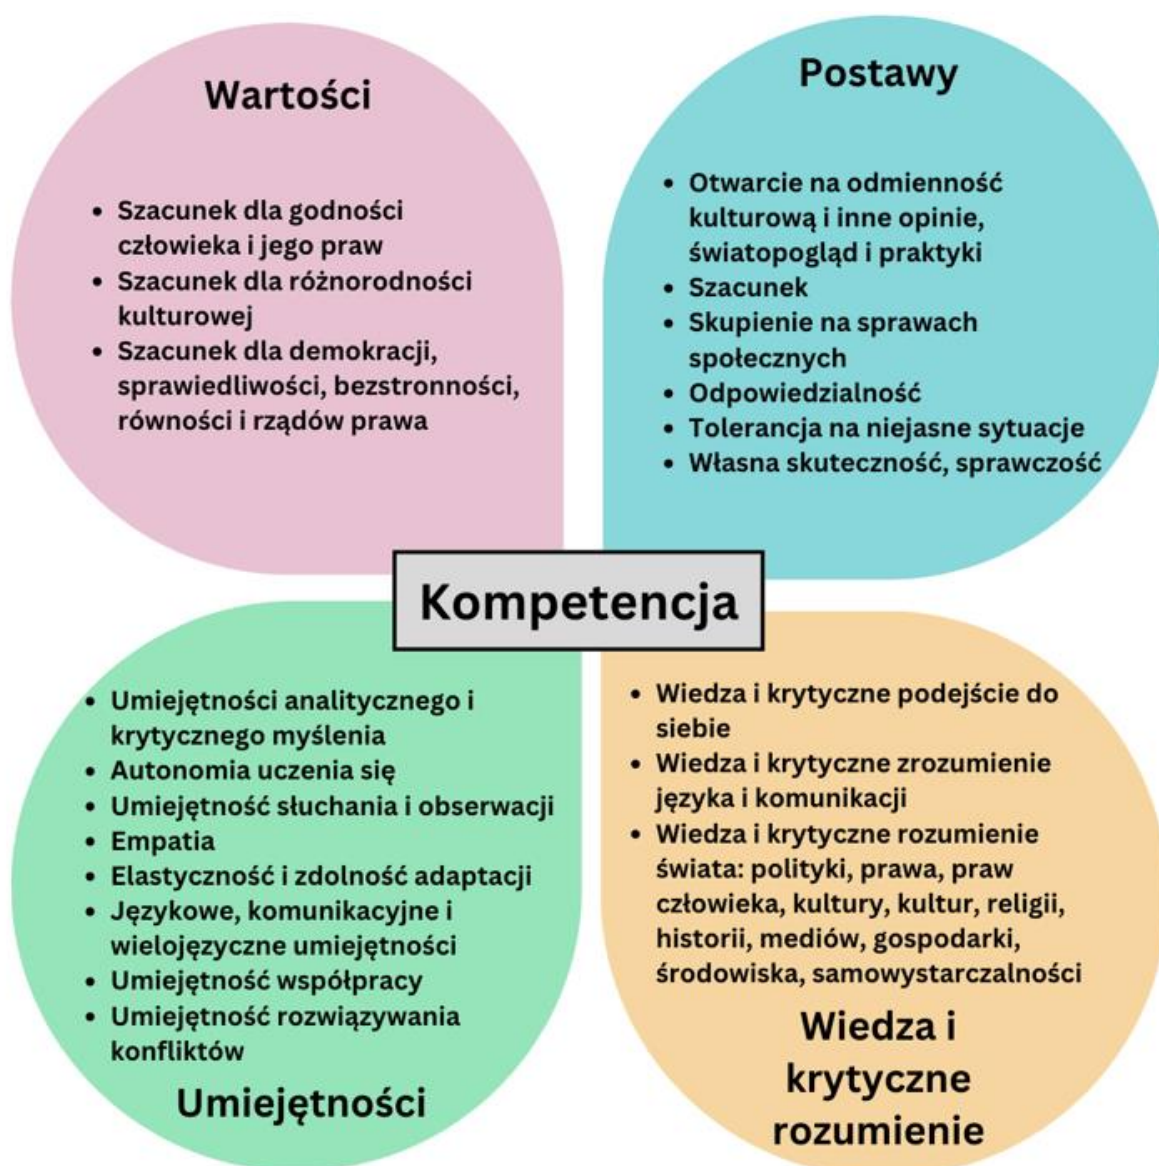 Wartości
• Szacunek dla godności
człowieka i jego praw
• Szacunek dla różnorodności
kulturowej
• Szacunek dla demokracji,
sprawiedliwości, bezstronności,
równości i rządów prawa
Postawy
• Otwarcie na odmienność
kulturową i inne opinie,
światopogląd i praktyki
• Szacunek
• Skupienie na sprawach
społecznych
• Odpowiedzialność
• Tolerancja na niejasne sytuacje
• Własna skuteczność, sprawczość
Kompetencja
• Umiejętności analitycznego i
krytycznego myślenia
• Autonomia uczenia się
• Umiejętność słuchania i obserwacji
• Empatia
• Elastyczność i zdolność adaptacji
• Językowe, komunikacyjne i
wielojęzyczne umiejętności
• Umiejętność współpracy
• Umiejętność rozwiązywania
konfliktów
Umiejętności
• Wiedza i krytyczne podejście do
siebie
• Wiedza i krytyczne zrozumienie
języka i komunikacji
• Wiedza i krytyczne rozumienie
świata: polityki, prawa, praw
człowieka, kultury, kultur, religii,
historii, mediów, gospodarki,
środowiska, samowystarczalności
Wiedza i
krytyczne
rozumienie